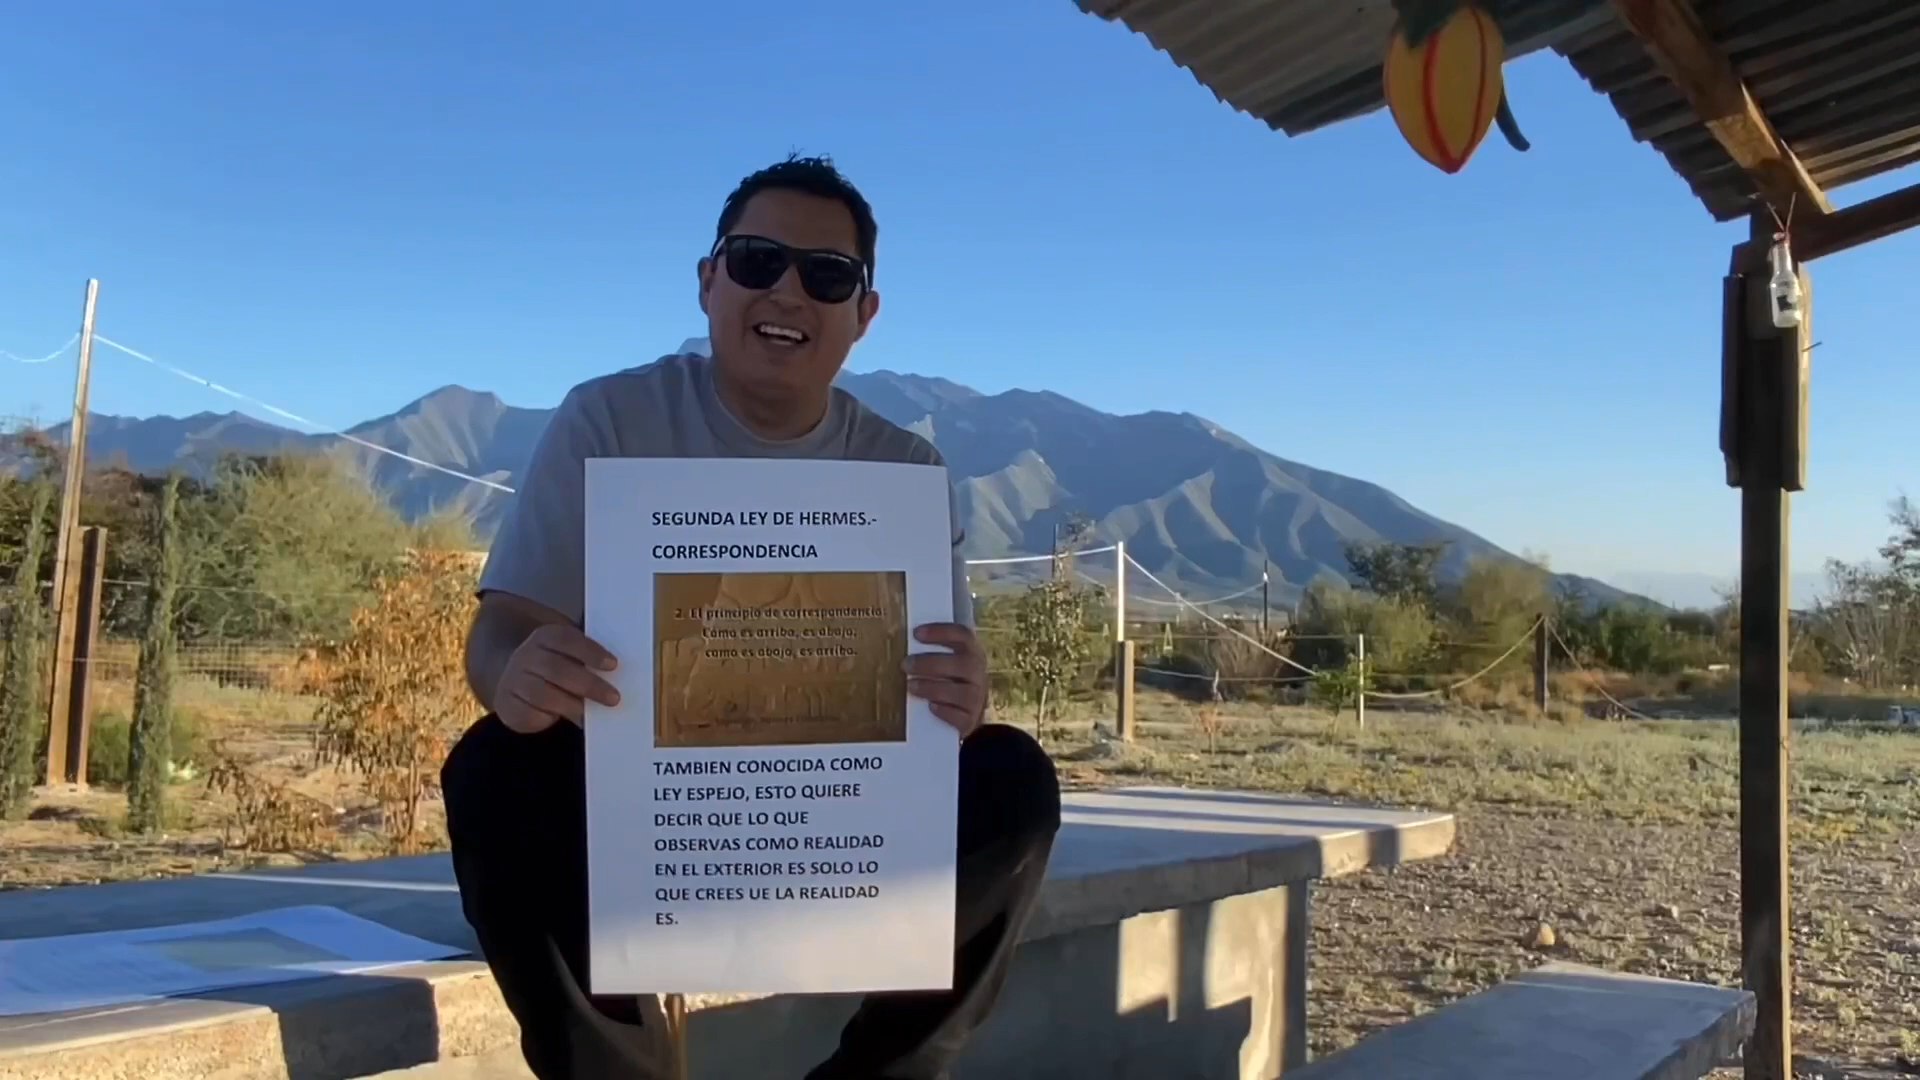 SEGUNDA LEY DE HERMES.-
CORRESPONDENCIA
2. El principio de correspondencia:
Como es arriba, es abajo;
como es abajo, es arriba.
TAMBIEN CONOCIDA COMO
LEY ESPEJO, ESTO QUIERE
DECIR QUE LO QUE
OBSERVAS COMO REALIDAD
EN EL EXTERIOR ES SOLO LO
QUE CREES UE LA REALIDAD
ES.